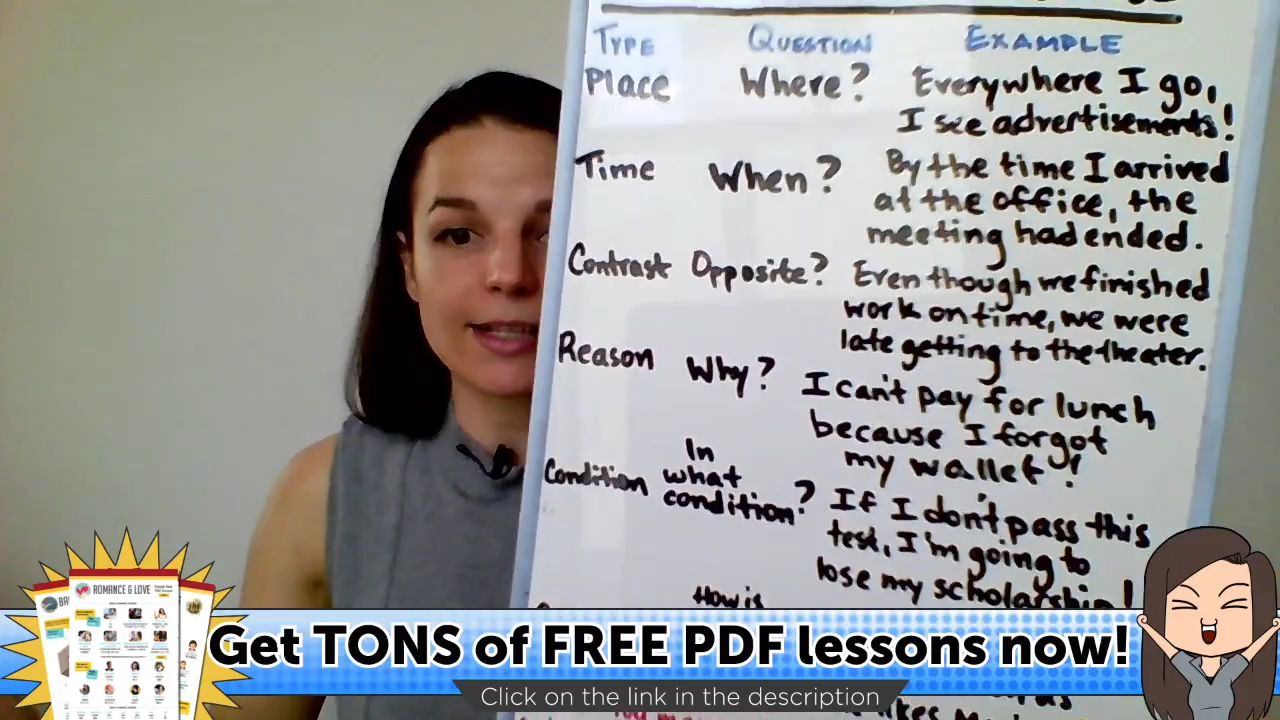 TYPE QUESTION EXAMPLE
Place Where? Everywhere I go,
I see advertisements!
Time When? By the time I arrived
at the office, the
meeting had ended.
Contrast Opposite? Even though we finished
work on time, we were
late getting to the theater.
Reason Why? I can't pay for lunch
because I forgot
my wallet!
Condition In what condition? If I don't pass this
test, I'm going to
lose my scholarship!
How is
ROMANCE & LOVE
Get TONS of FREE PDF lessons now!
Click on the link in the description